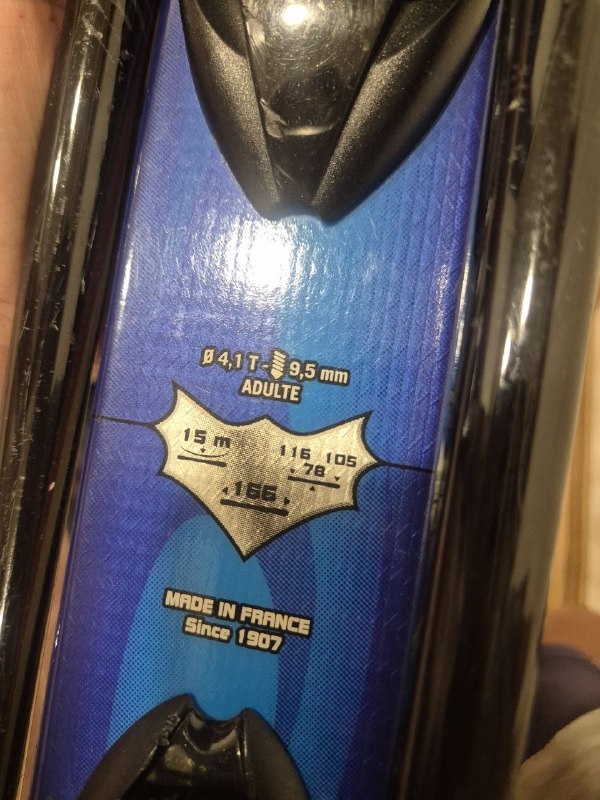 Ø 4,1 T - 9,5 mm
ADULTE
15 m
116 105
78
166
MADE IN FRANCE
Since 1907